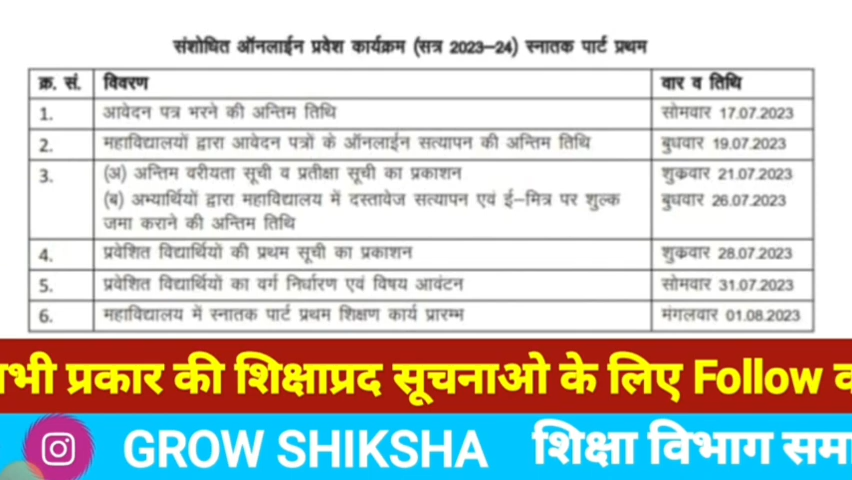 संशोधित ऑनलाईन प्रवेश कार्यक्रम (सत्र 2023–24) स्नातक पार्ट प्रथम
क्र. सं. विवरण वार व तिथि
1. आवेदन पत्र भरने की अन्तिम तिथि सोमवार 17.07.2023
2. महाविद्यालयों द्वारा आवेदन पत्रों के ऑनलाईन सत्यापन की अन्तिम तिथि बुधवार 19.07.2023
3. (अ) अन्तिम वरीयता सूची व प्रतीक्षा सूची का प्रकाशन शुक्रवार 21.07.2023
(ब) अभ्यार्थियों द्वारा महाविद्यालय में दस्तावेज सत्यापन एवं ई–मित्र पर शुल्क बुधवार 26.07.2023
जमा कराने की अन्तिम तिथि
4. प्रवेशित विद्यार्थियों की प्रथम सूची का प्रकाशन शुक्रवार 28.07.2023
5. प्रवेशित विद्यार्थियों का वर्ग निर्धारण एवं विषय आवंटन सोमवार 31.07.2023
6. महाविद्यालय में स्नातक पार्ट प्रथम शिक्षण कार्य प्रारम्भ मंगलवार 01.08.2023
भी प्रकार की शिक्षाप्रद सूचनाओ के लिए Follow क
GROW SHIKSHA शिक्षा विभाग समा